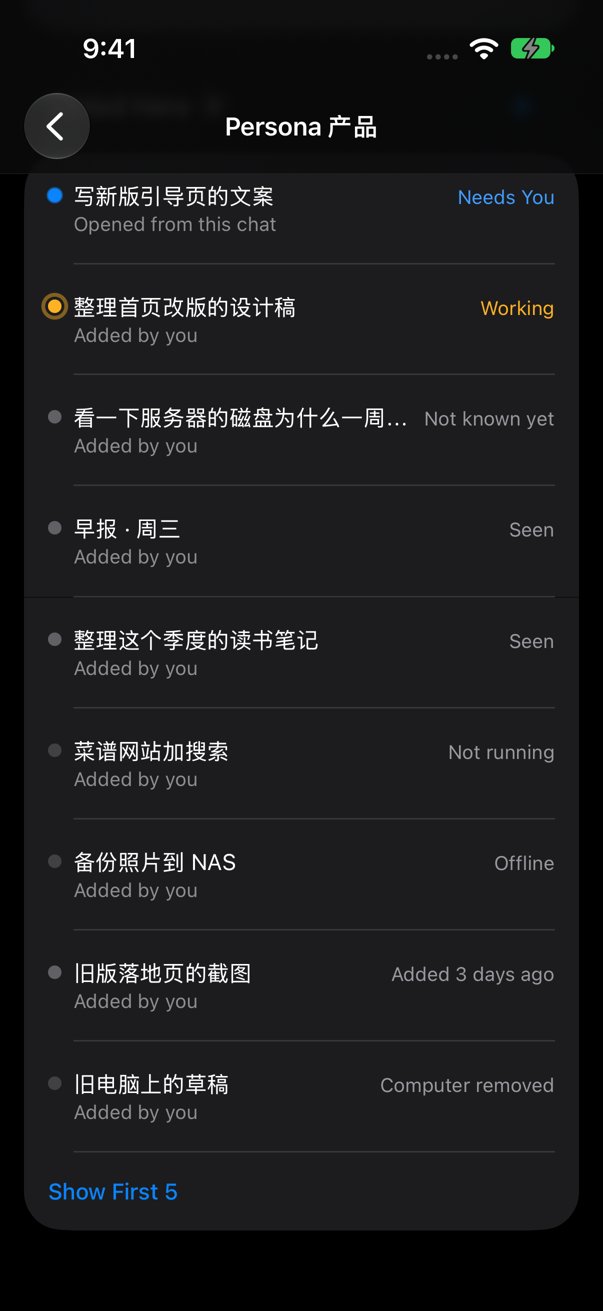 9:41
Persona 产品
写新版引导页的文案
Needs You
Opened from this chat
整理首页改版的设计稿
Working
Added by you
看一下服务器的磁盘为什么一周…
Not known yet
Added by you
早报 · 周三
Seen
Added by you
整理这个季度的读书笔记
Seen
Added by you
菜谱网站加搜索
Not running
Added by you
备份照片到 NAS
Offline
Added by you
旧版落地页的截图
Added 3 days ago
Added by you
旧电脑上的草稿
Computer removed
Added by you
Show First 5